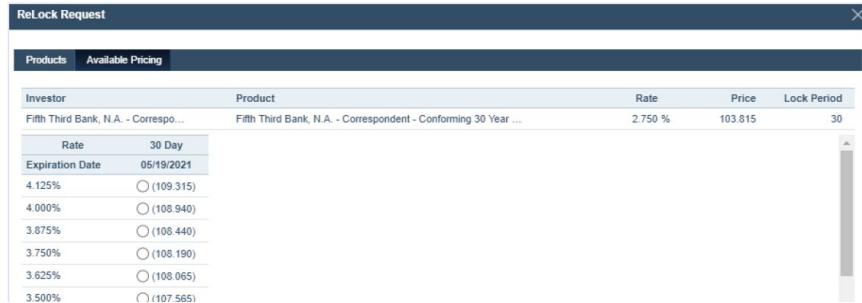 ReLock Request
Products Available Pricing
Investor Product Rate Price Lock Period
Fifth Third Bank, N.A. - Correspo... Fifth Third Bank, N.A. - Correspondent - Conforming 30 Year ... 2.750 % 103.815 30
Rate 30 Day
Expiration Date 05/19/2021
4.125% (109.315)
4.000% (108.940)
3.875% (108.440)
3.750% (108.190)
3.625% (108.065)
3.500% (107.565)